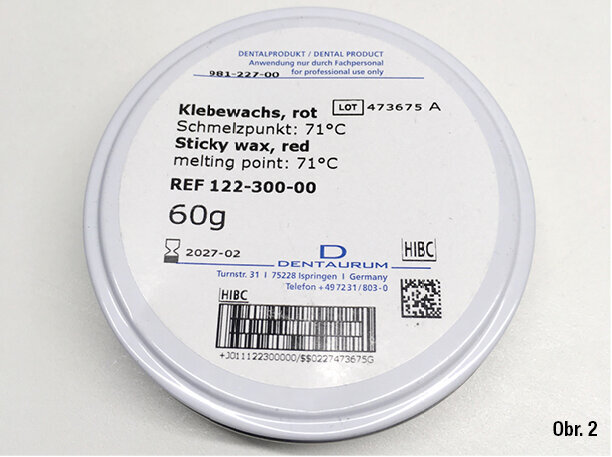 DENTALPRODUKT / DENTAL PRODUCT
Anwendung nur durch Fachpersonal
for professional use only
981-227-00
Klebewachs, rot LOT 473675 A
Schmelzpunkt: 71°C
Sticky wax, red
melting point: 71°C
REF 122-300-00
60g
2027-02
D
DENTAURUM
HIBC
Turnstr. 31 I 75228 Ispringen I Germany
Telefon +49 72 31 / 803 - 0
HIBC
+J011122300000/$$0227473675G
Obr. 2